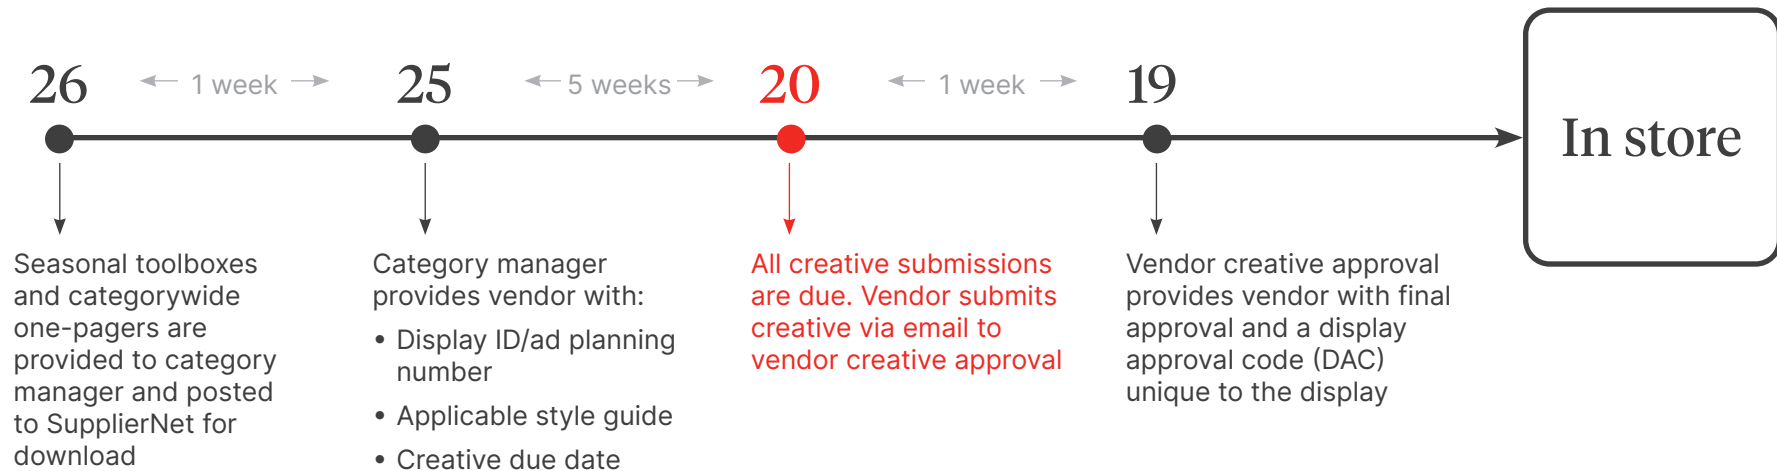 26
1 week
25
5 weeks
20
1 week
19
In store
Seasonal toolboxes
and categorywide
one-pagers are
provided to category
manager and posted
to SupplierNet for
download
Category manager
provides vendor with:
• Display ID/ad planning
number
• Applicable style guide
• Creative due date
All creative submissions
are due. Vendor submits
creative via email to
vendor creative approval
Vendor creative approval
provides vendor with final
approval and a display
approval code (DAC)
unique to the display